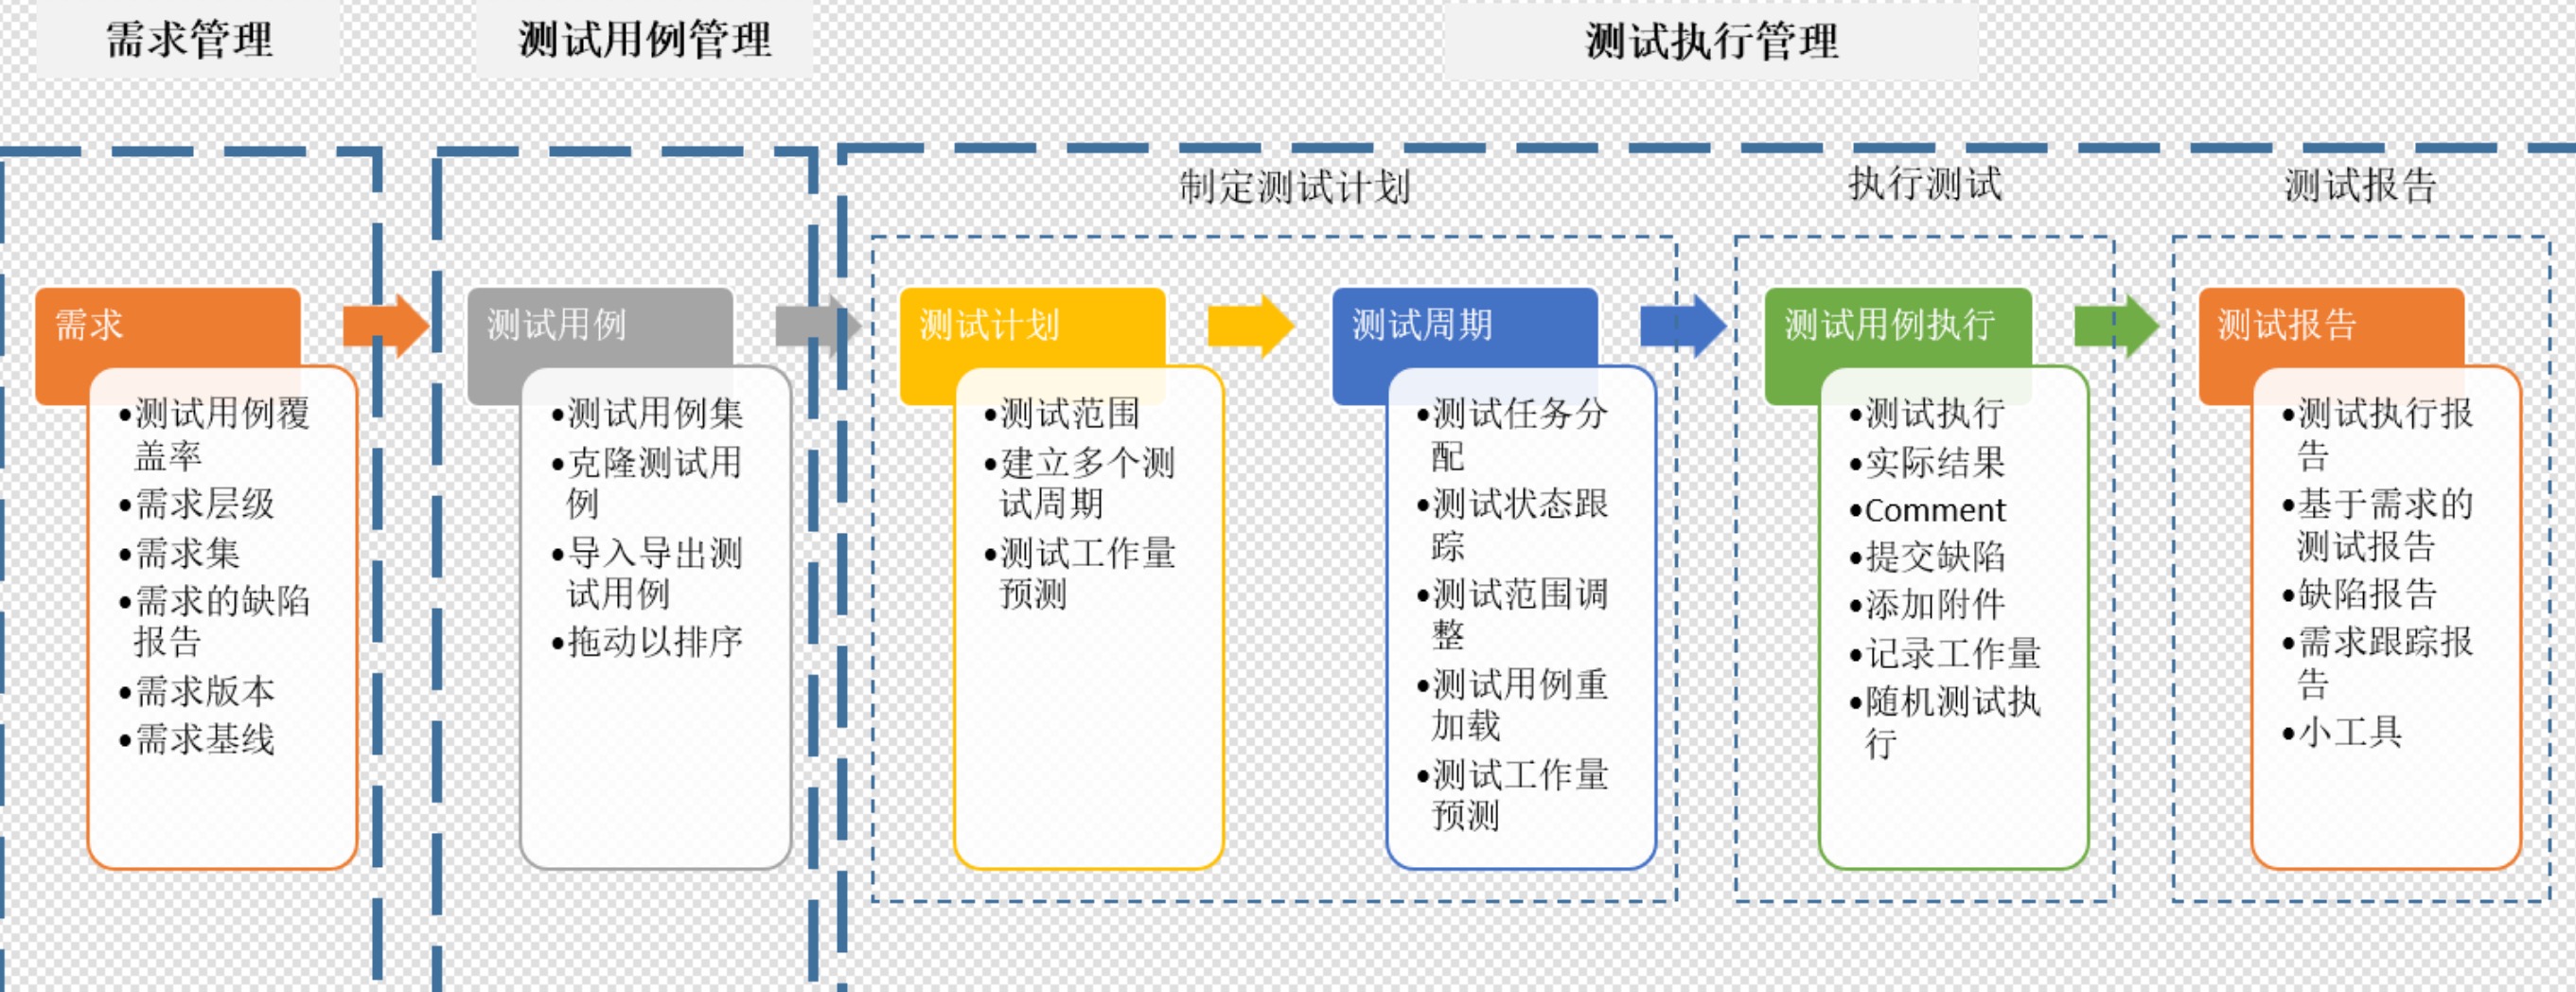 需求管理
测试用例管理
测试执行管理
制定测试计划
执行测试
测试报告
需求
•测试用例覆
盖率
•需求层级
•需求集
•需求的缺陷
报告
•需求版本
•需求基线
测试用例
•测试用例集
•克隆测试用
例
•导入导出测
试用例
•拖动以排序
测试计划
•测试范围
•建立多个测
试周期
•测试工作量
预测
测试周期
•测试任务分
配
•测试状态跟
踪
•测试范围调
整
•测试用例重
加载
•测试工作量
预测
测试用例执行
•测试执行
•实际结果
•Comment
•提交缺陷
•添加附件
•记录工作量
•随机测试执
行
测试报告
•测试执行报
告
•基于需求的
测试报告
•缺陷报告
•需求跟踪报
告
•小工具